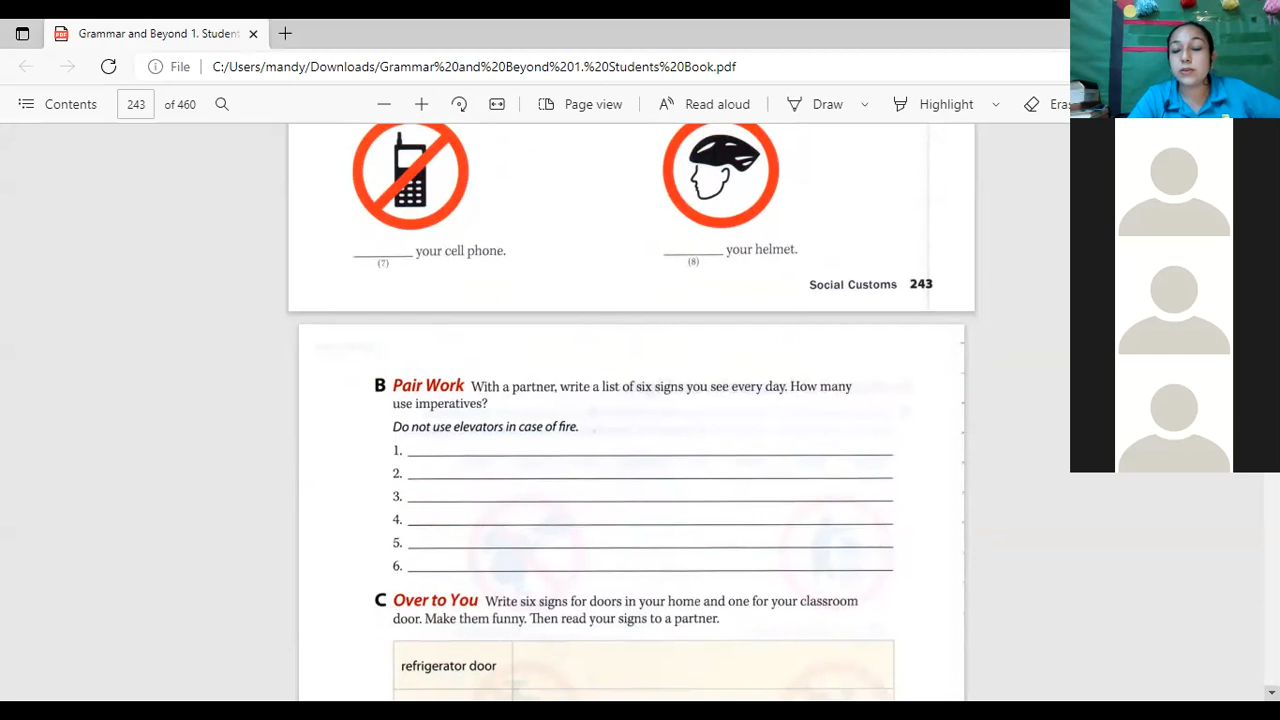 Grammar and Beyond 1. Student
File
C:/Users/mandy/Downloads/Grammar%20and%20Beyond%201.%20Students%20Book.pdf
Contents
243
of 460
Page view
Read aloud
Draw
Highlight
Eras
_______ your cell phone.
(7)
_______ your helmet.
(8)
Social Customs 243
B Pair Work With a partner, write a list of six signs you see every day. How many
use imperatives?
Do not use elevators in case of fire.
1.
2.
3.
4.
5.
6.
C Over to You Write six signs for doors in your home and one for your classroom
door. Make them funny. Then read your signs to a partner.
refrigerator door